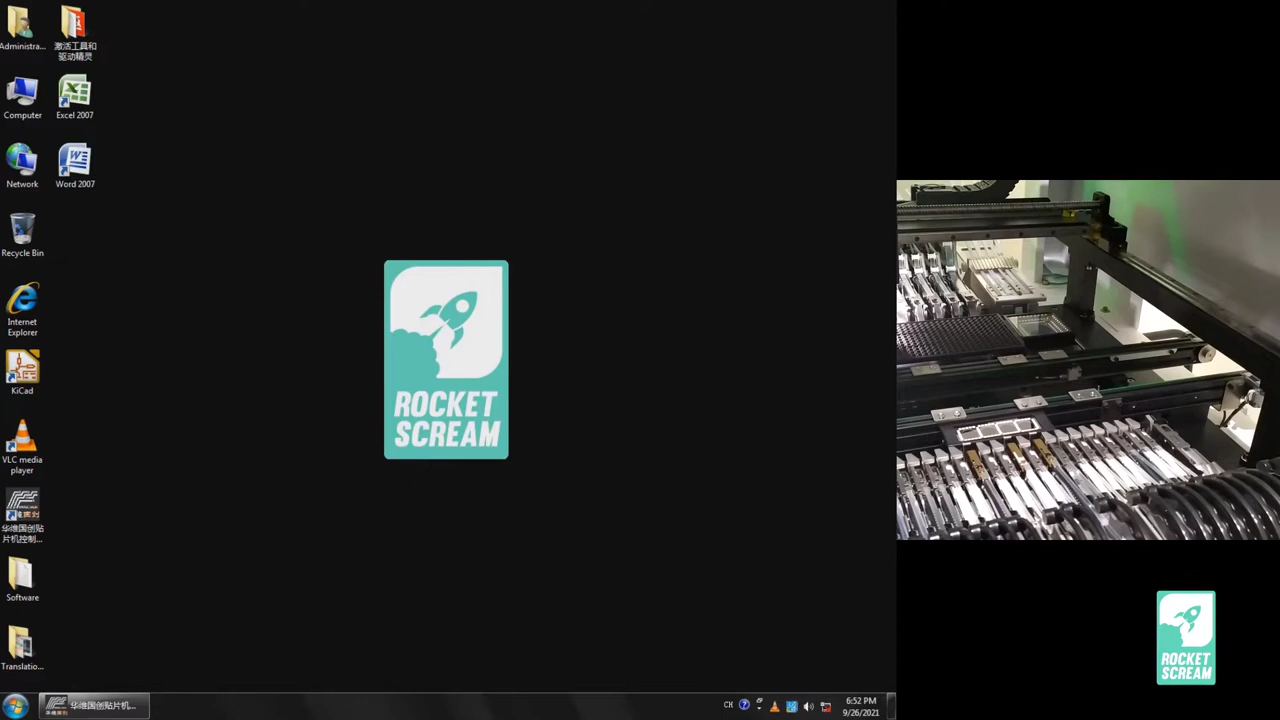 Administra...
激活工具和
驱动精灵
Computer
Excel 2007
Network
Word 2007
Recycle Bin
Internet
Explorer
KiCad
VLC media
player
华维国创贴
片机控制...
Software
Translatio...
ROCKET
SCREAM
华维国创贴片机...
CH
6:52 PM
9/26/2021
ROCKET
SCREAM